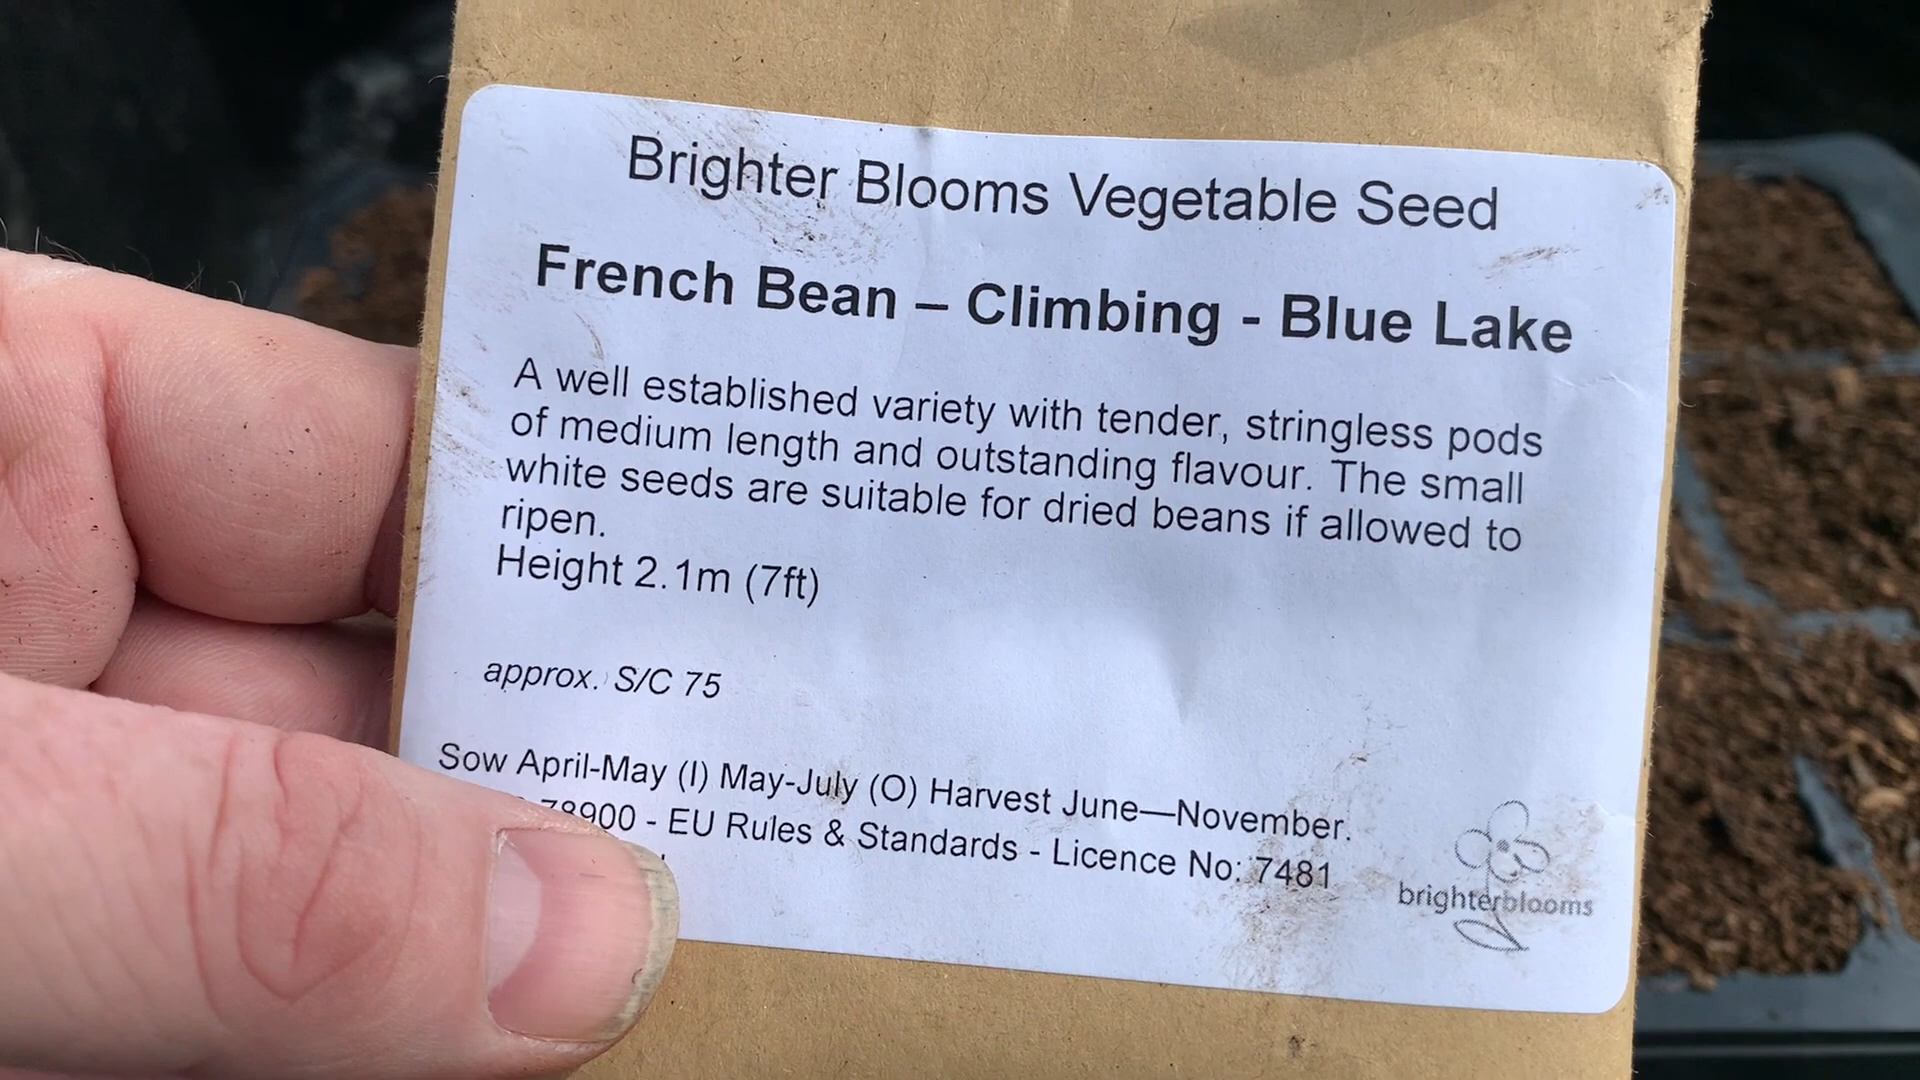 Brighter Blooms Vegetable Seed
French Bean – Climbing - Blue Lake
A well established variety with tender, stringless pods
of medium length and outstanding flavour. The small
white seeds are suitable for dried beans if allowed to
ripen.
Height 2.1m (7ft)
approx. S/C 75
Sow April-May (I) May-July (O) Harvest June—November.
78900 - EU Rules & Standards - Licence No: 7481
brighterblooms